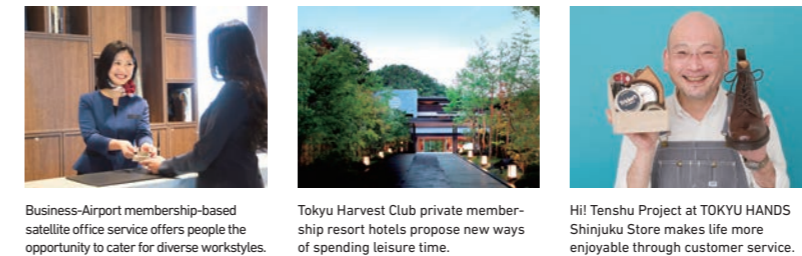 Business-Airport membership-based
satellite office service offers people the
opportunity to cater for diverse workstyles.
Tokyu Harvest Club private member-
ship resort hotels propose new ways
of spending leisure time.
Hi! Tenshu Project at TOKYU HANDS
Shinjuku Store makes life more
enjoyable through customer service.